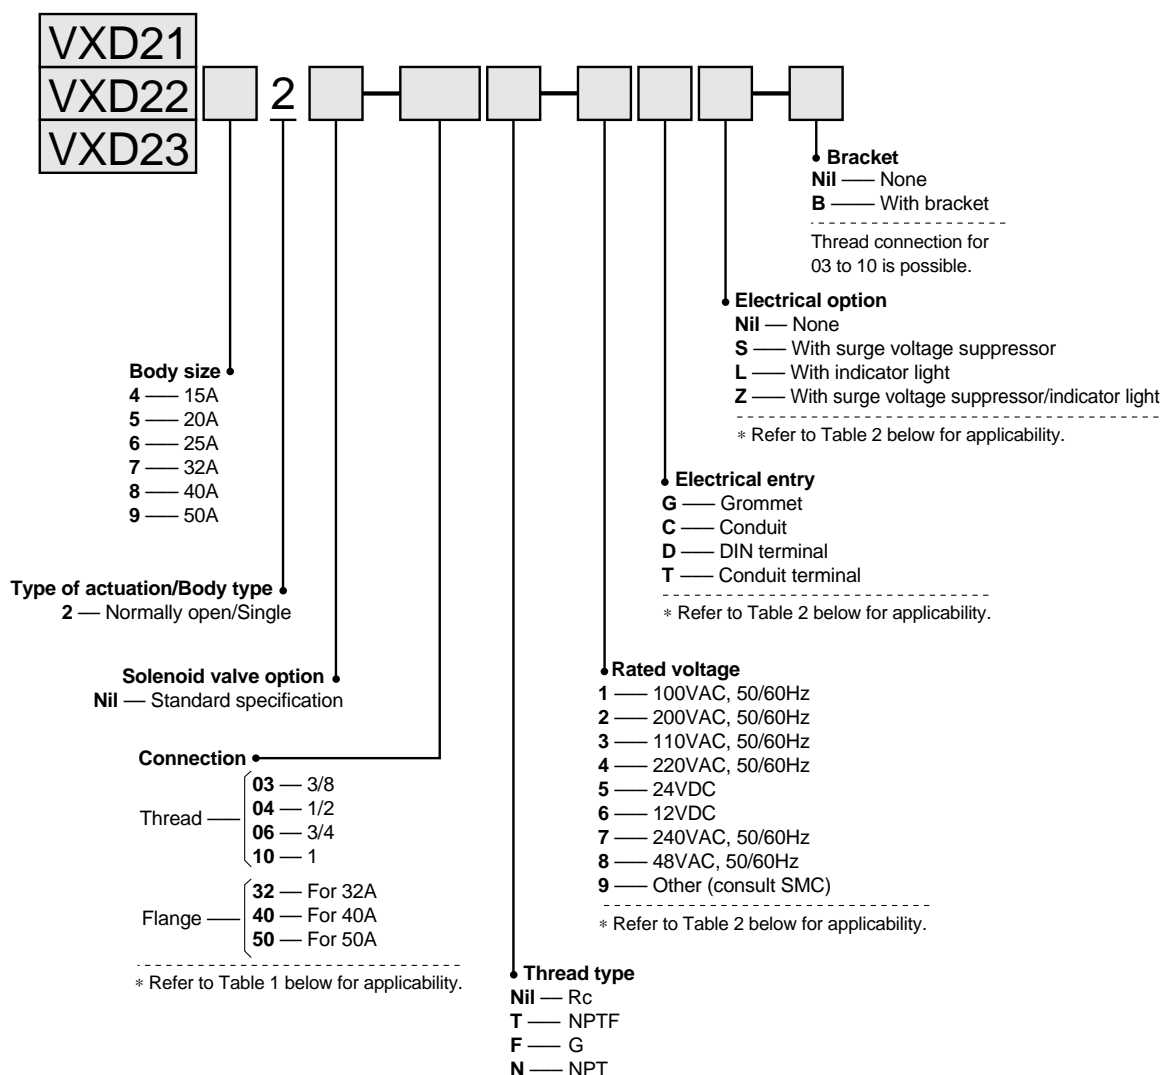 VXD21
VXD22
2
VXD23
Bracket
Nil — None
B — With bracket
Thread connection for
03 to 10 is possible.
Electrical option
Nil — None
S — With surge voltage suppressor
L — With indicator light
Z — With surge voltage suppressor/indicator light
* Refer to Table 2 below for applicability.
Body size
4 — 15A
5 — 20A
6 — 25A
7 — 32A
8 — 40A
9 — 50A
Electrical entry
G — Grommet
C — Conduit
D — DIN terminal
T — Conduit terminal
* Refer to Table 2 below for applicability.
Type of actuation/Body type
2 — Normally open/Single
Solenoid valve option
Nil — Standard specification
Rated voltage
1 — 100VAC, 50/60Hz
2 — 200VAC, 50/60Hz
3 — 110VAC, 50/60Hz
4 — 220VAC, 50/60Hz
5 — 24VDC
6 — 12VDC
7 — 240VAC, 50/60Hz
8 — 48VAC, 50/60Hz
9 — Other (consult SMC)
* Refer to Table 2 below for applicability.
Connection
Thread —
03 — 3/8
04 — 1/2
06 — 3/4
10 — 1
Flange —
32 — For 32A
40 — For 40A
50 — For 50A
* Refer to Table 1 below for applicability.
Thread type
Nil — Rc
T — NPTF
F — G
N — NPT